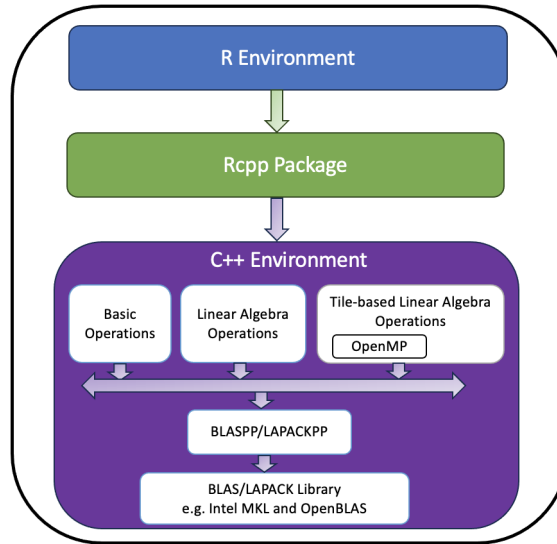 R Environment
Rcpp Package
C++ Environment
Basic
Operations
Linear Algebra
Operations
Tile-based Linear Algebra
Operations
OpenMP
BLASPP/LAPACKPP
BLAS/LAPACK Library
e.g. Intel MKL and OpenBLAS